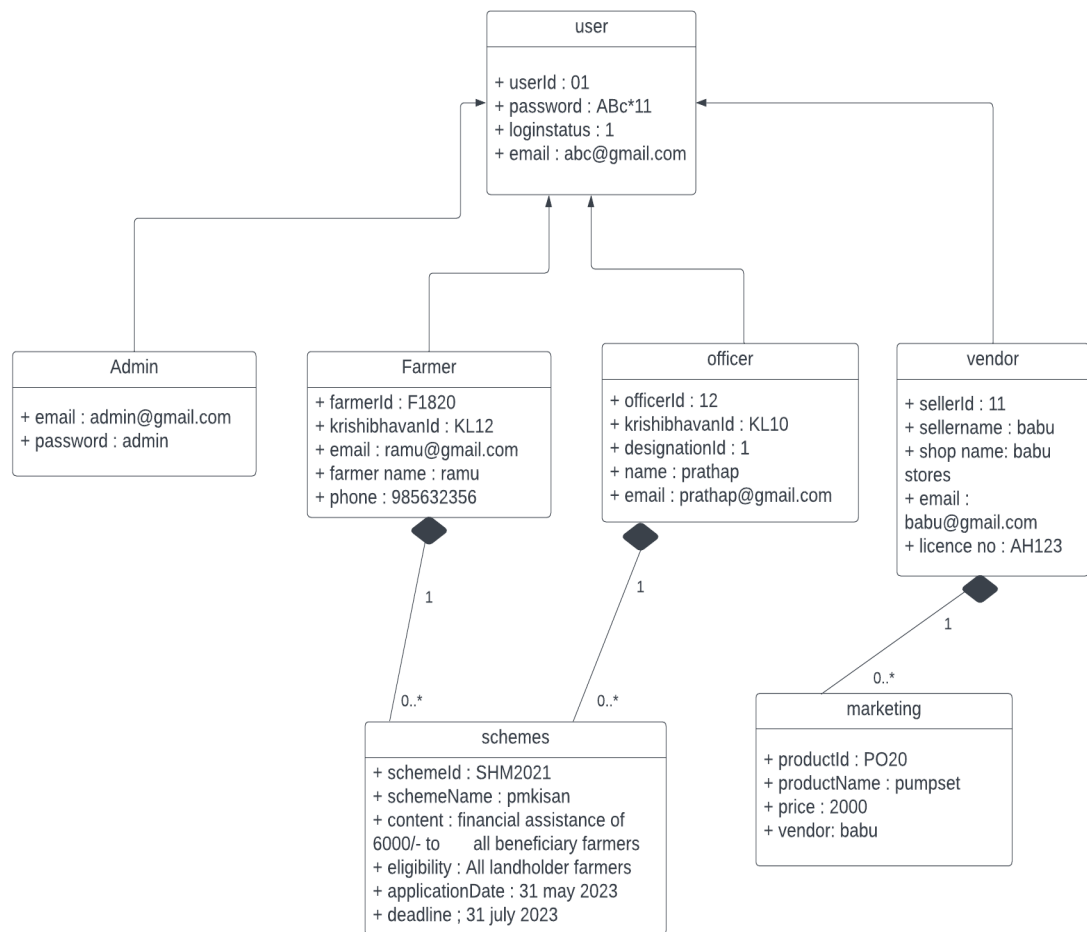 user
+ userId : 01
+ password : ABc*11
+ loginstatus : 1
+ email : abc@gmail.com
Admin
+ email : admin@gmail.com
+ password : admin
Farmer
+ farmerId : F1820
+ krishibhavanId : KL12
+ email : ramu@gmail.com
+ farmer name : ramu
+ phone : 985632356
officer
+ officerId : 12
+ krishibhavanId : KL10
+ designationId : 1
+ name : prathap
+ email : prathap@gmail.com
vendor
+ sellerId : 11
+ sellername : babu
+ shop name: babu
stores
+ email :
babu@gmail.com
+ licence no : AH123
1
0..*
1
0..*
1
0..*
schemes
+ schemeId : SHM2021
+ schemeName : pmkisan
+ content : financial assistance of
6000/- to all beneficiary farmers
+ eligibility : All landholder farmers
+ applicationDate : 31 may 2023
+ deadline ; 31 july 2023
marketing
+ productId : PO20
+ productName : pumpset
+ price : 2000
+ vendor: babu